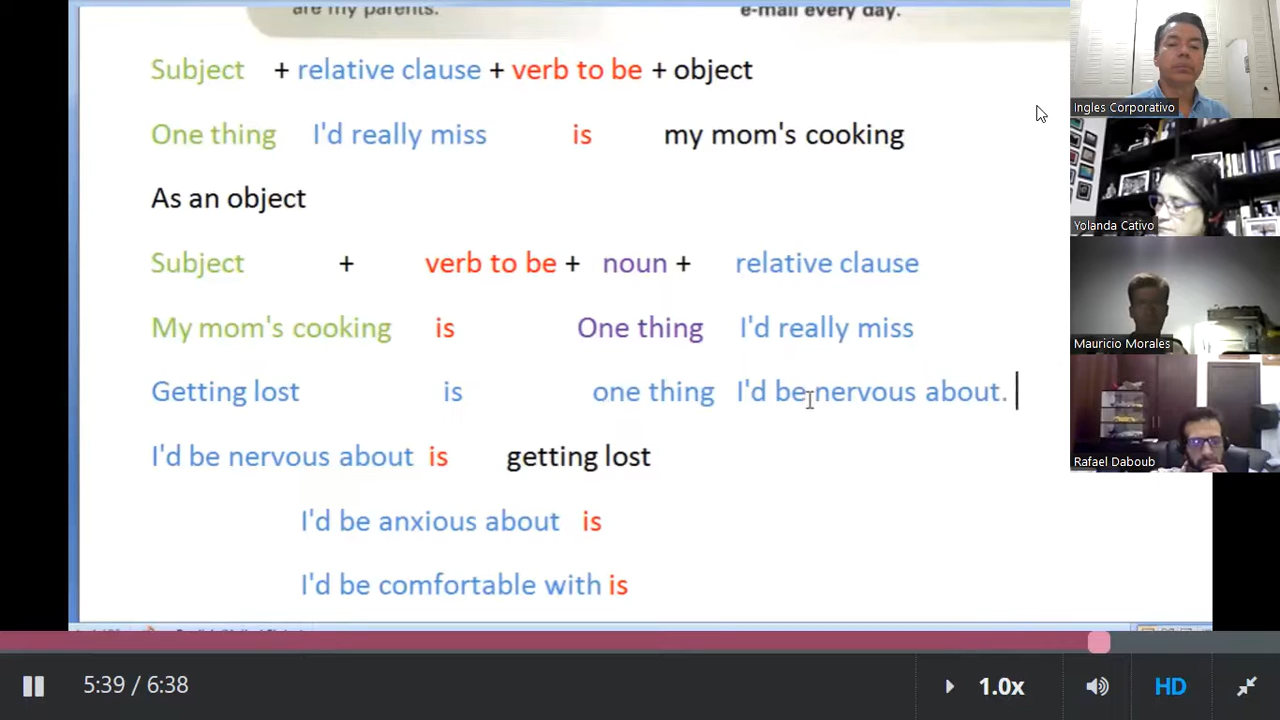 are my parents. e-mail every day.
Subject + relative clause + verb to be + object
One thing I'd really miss is my mom's cooking
As an object
Subject + verb to be + noun + relative clause
My mom's cooking is One thing I'd really miss
Getting lost is one thing I'd be nervous about.
I'd be nervous about is getting lost
I'd be anxious about is
I'd be comfortable with is
Ingles Corporativo
Yolanda Cativo
Mauricio Morales
Rafael Daboub
5:39 / 6:38 1.0x HD